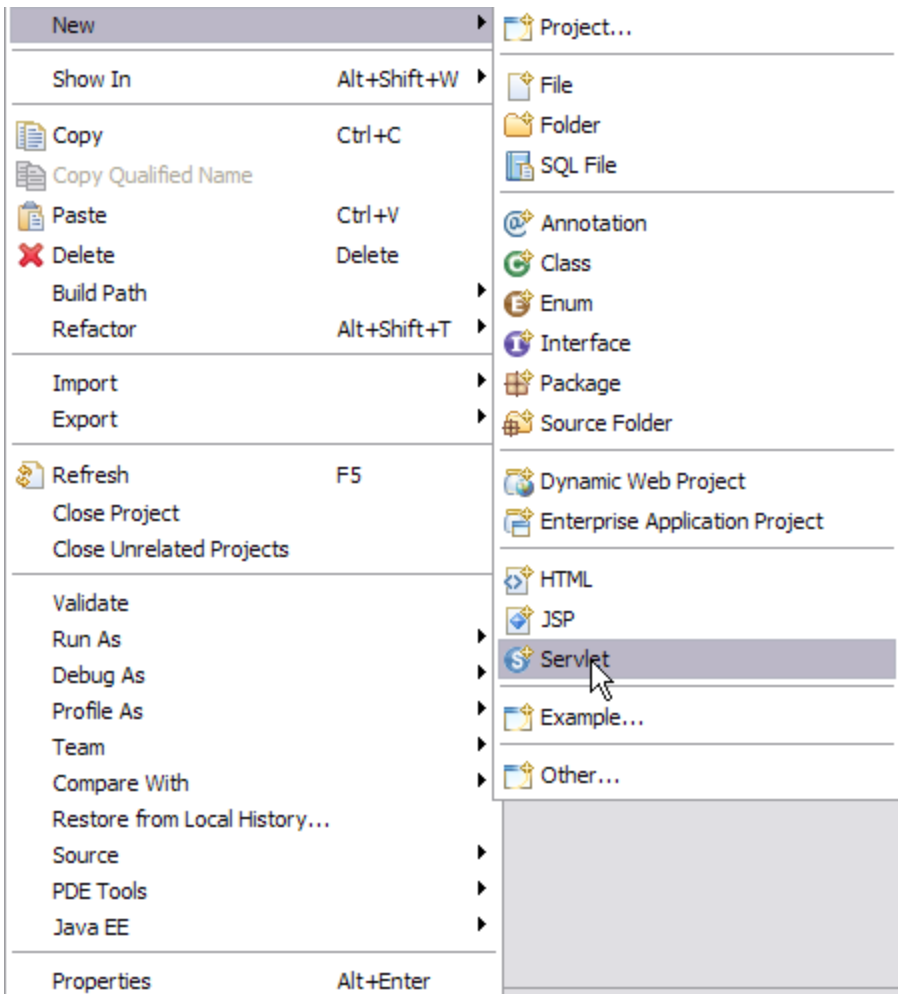 New
Show In Alt+Shift+W
Copy Ctrl+C
Copy Qualified Name
Paste Ctrl+V
Delete Delete
Build Path
Refactor Alt+Shift+T
Import
Export
Refresh F5
Close Project
Close Unrelated Projects
Validate
Run As
Debug As
Profile As
Team
Compare With
Restore from Local History...
Source
PDE Tools
Java EE
Properties Alt+Enter
Project...
File
Folder
SQL File
Annotation
Class
Enum
Interface
Package
Source Folder
Dynamic Web Project
Enterprise Application Project
HTML
JSP
Servlet
Example...
Other...